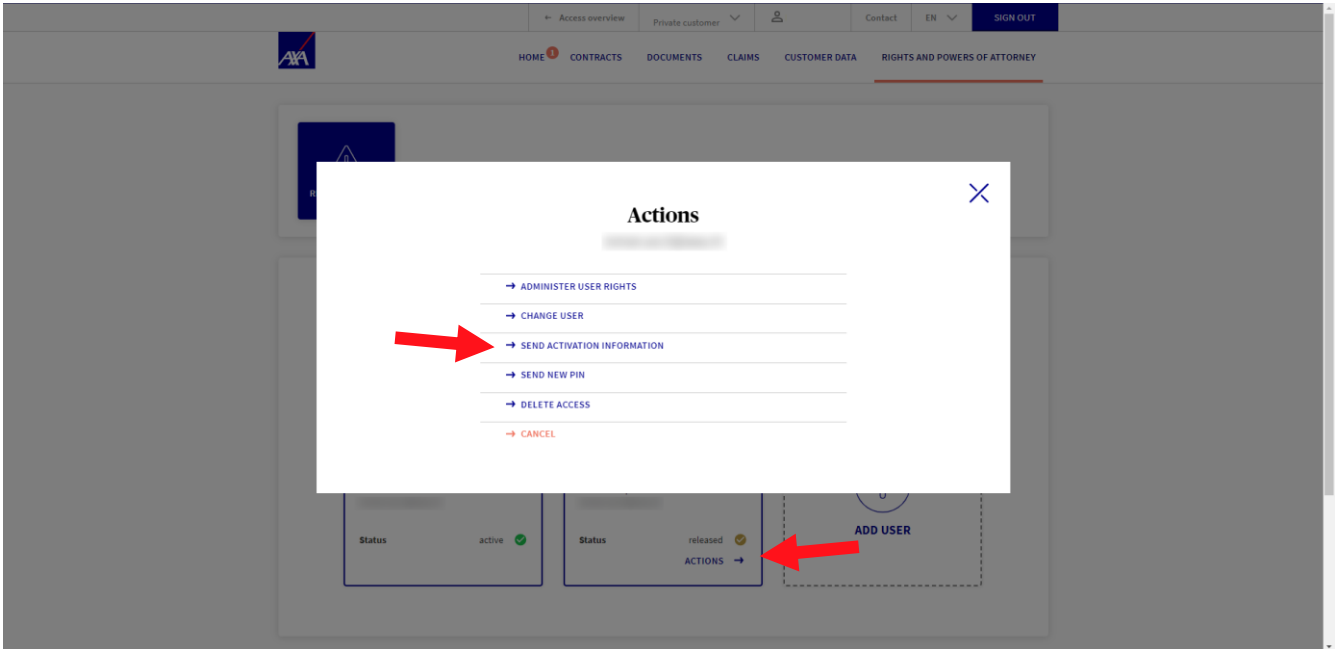 ← Access overview Private customer Contact EN SIGN OUT
AXA HOME 1 CONTRACTS DOCUMENTS CLAIMS CUSTOMER DATA RIGHTS AND POWERS OF ATTORNEY
Actions
→ ADMINISTER USER RIGHTS
→ CHANGE USER
→ SEND ACTIVATION INFORMATION
→ SEND NEW PIN
→ DELETE ACCESS
→ CANCEL
Status active
Status released
ACTIONS →
ADD USER